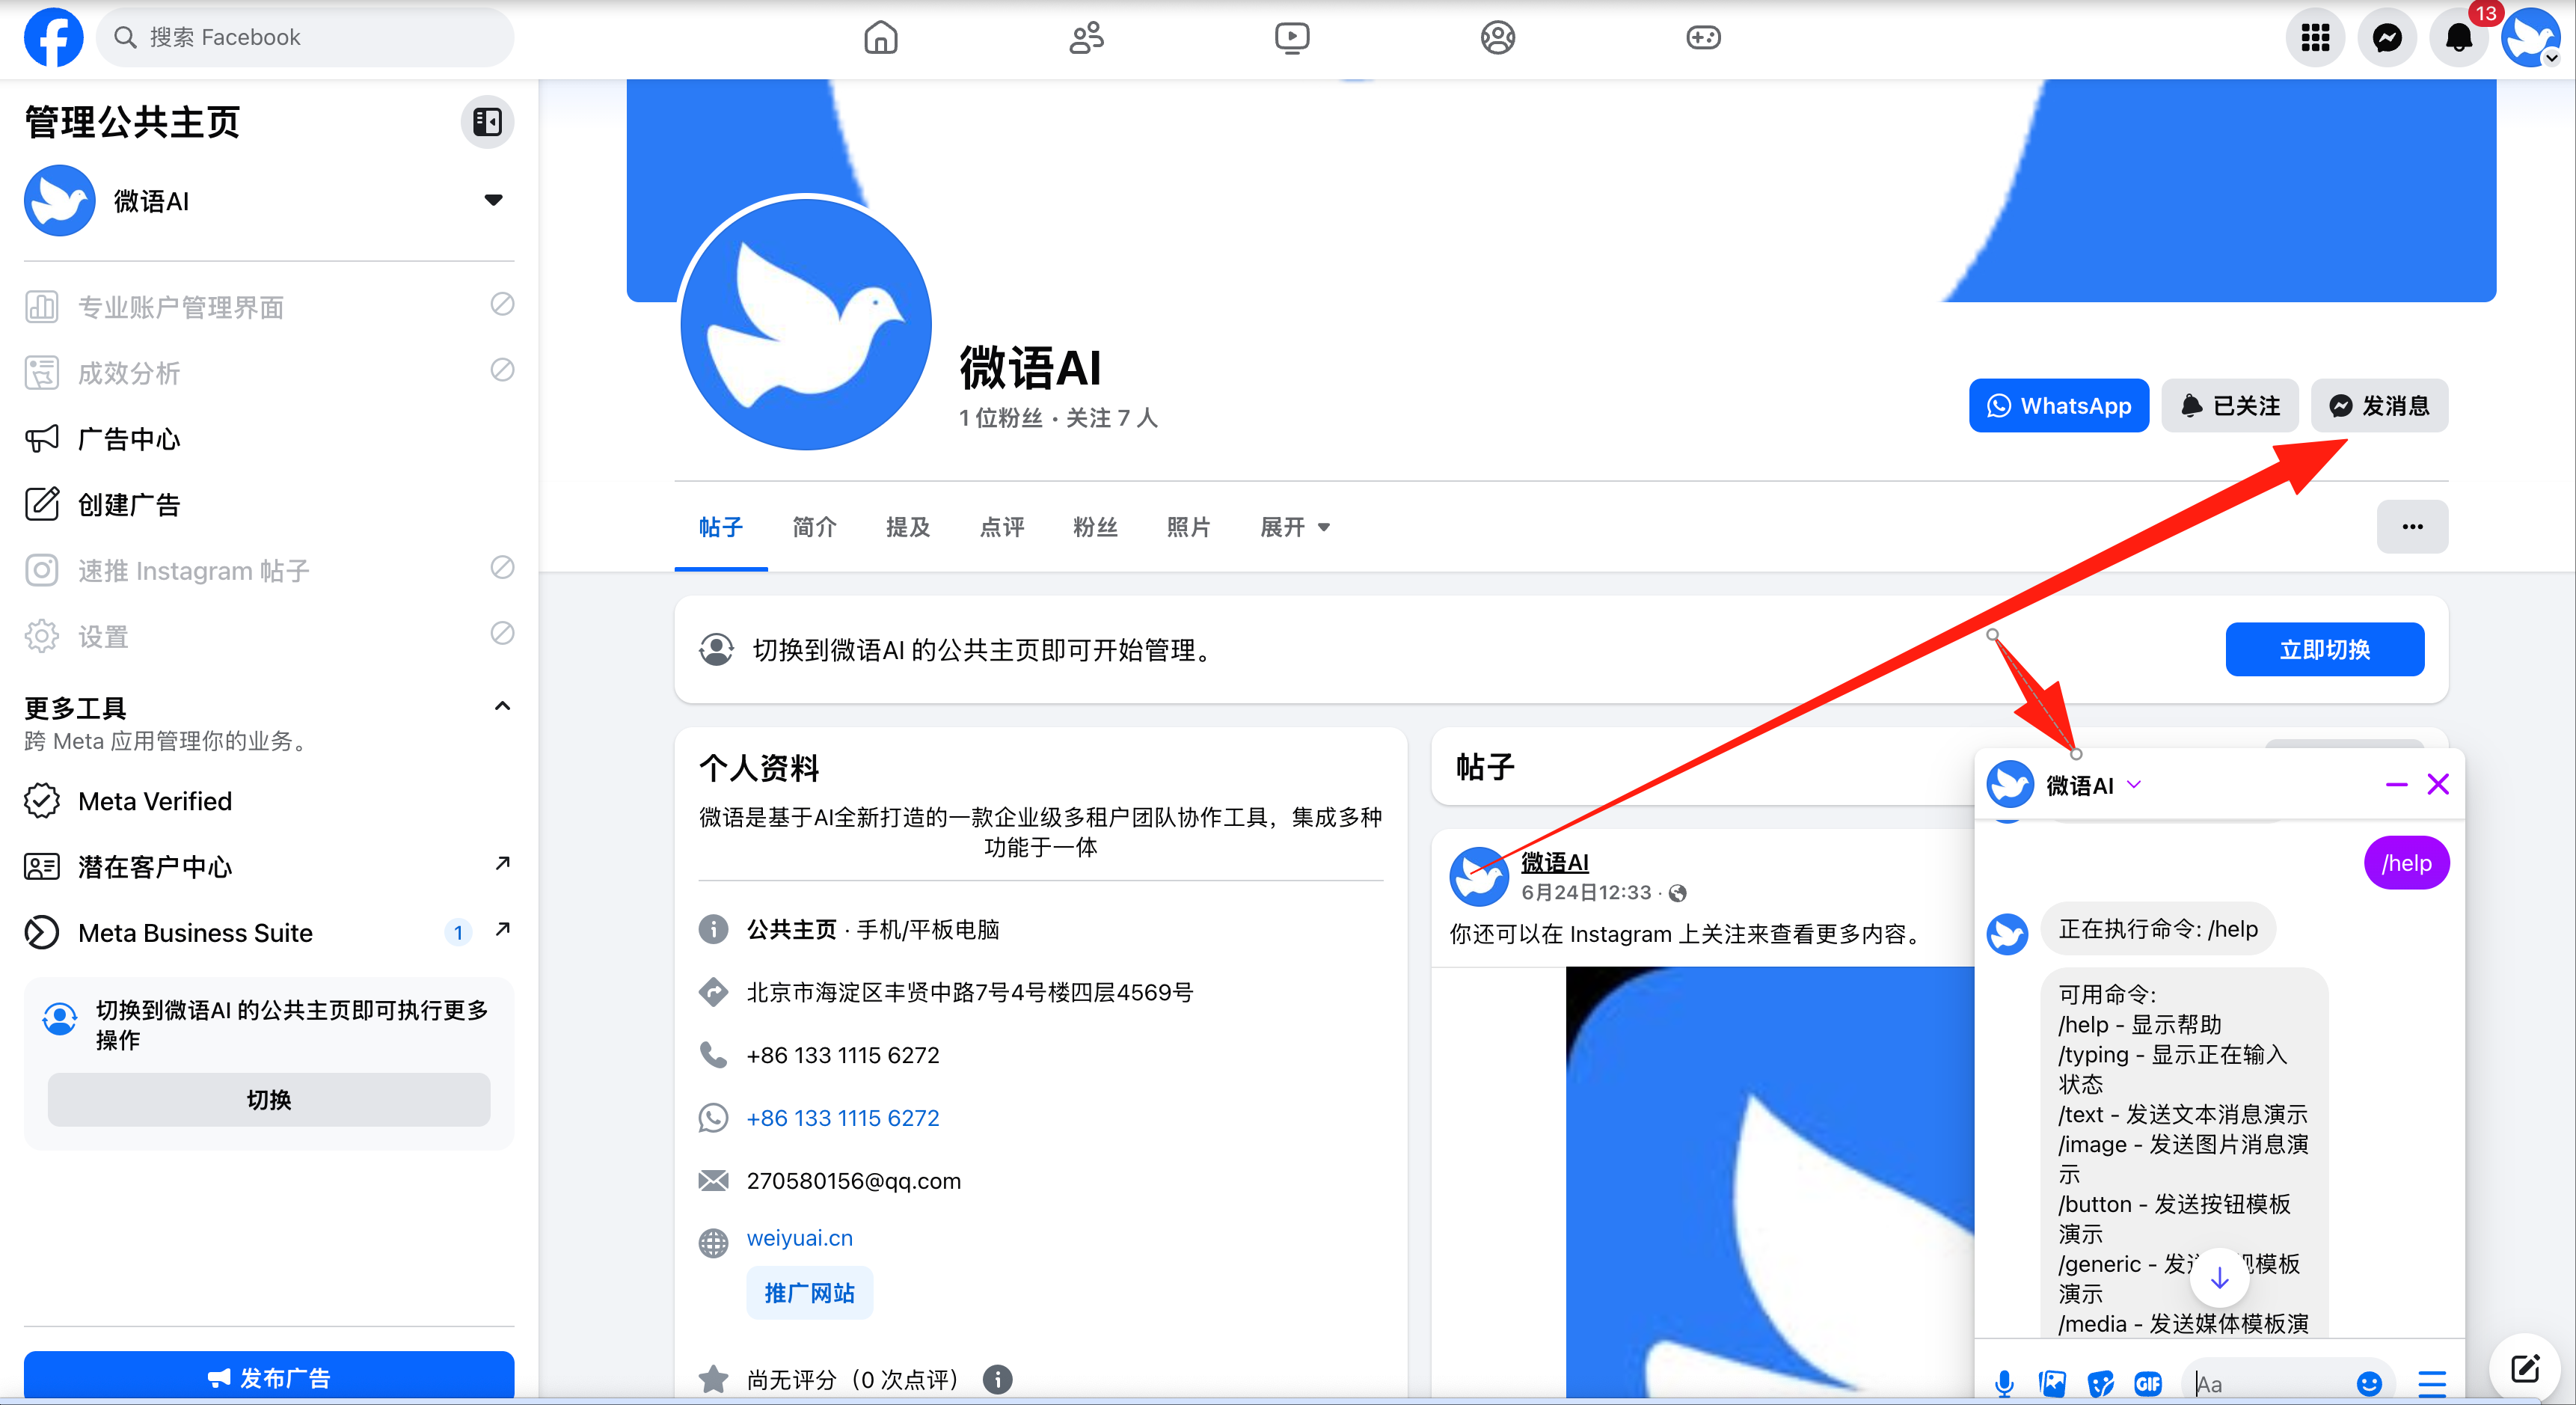 搜索 Facebook
13
管理公共主页
微语AI
专业账户管理界面
成效分析
广告中心
创建广告
速推 Instagram 帖子
设置
更多工具
跨 Meta 应用管理你的业务。
Meta Verified
潜在客户中心
Meta Business Suite
1
切换到微语AI 的公共主页即可执行更多
操作
切换
发布广告
微语AI
1 位粉丝 · 关注 7 人
WhatsApp
已关注
发消息
帖子
简介
提及
点评
粉丝
照片
展开
切换到微语AI 的公共主页即可开始管理。
立即切换
个人资料
微语是基于AI全新打造的一款企业级多租户团队协作工具，集成多种
功能于一体
公共主页 · 手机/平板电脑
北京市海淀区丰贤中路7号4号楼四层4569号
+86 133 1115 6272
+86 133 1115 6272
270580156@qq.com
weiyuai.cn
推广网站
尚无评分（0 次点评）
帖子
微语AI
6月24日12:33 ·
你还可以在 Instagram 上关注来查看更多内容。
微语AI
/help
正在执行命令: /help
可用命令:
/help - 显示帮助
/typing - 显示正在输入
状态
/text - 发送文本消息演示
/image - 发送图片消息演
示
/button - 发送按钮模板
演示
/generic - 发模板
演示
/media - 发送媒体模板演
GIF
Aa